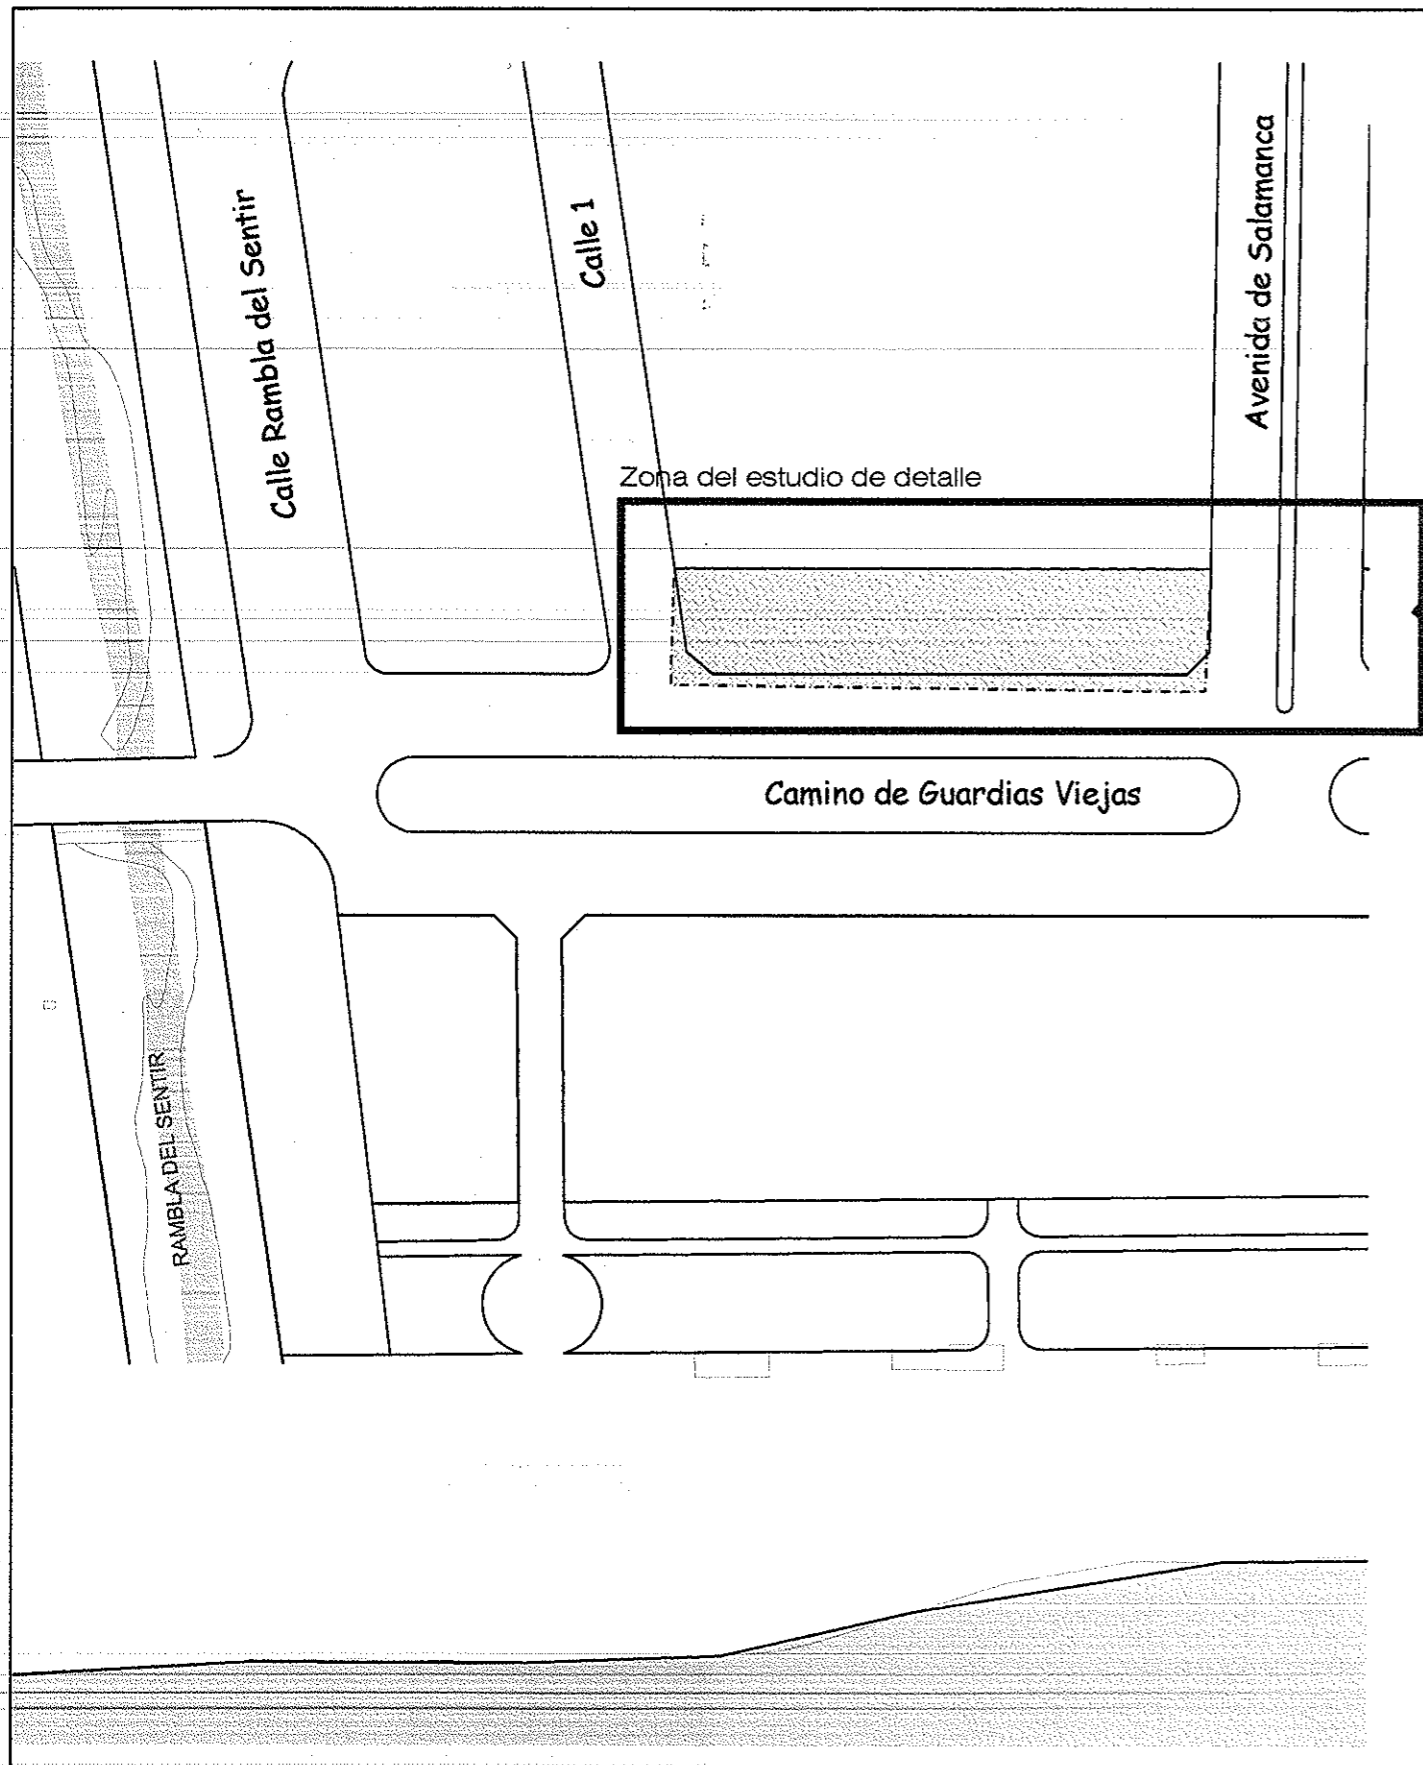 Calle Rambla del Sentir
Calle 1
Avenida de Salamanca
Zona del estudio de detalle
Camino de Guardias Viejas
RAMBLA DEL SENTIR